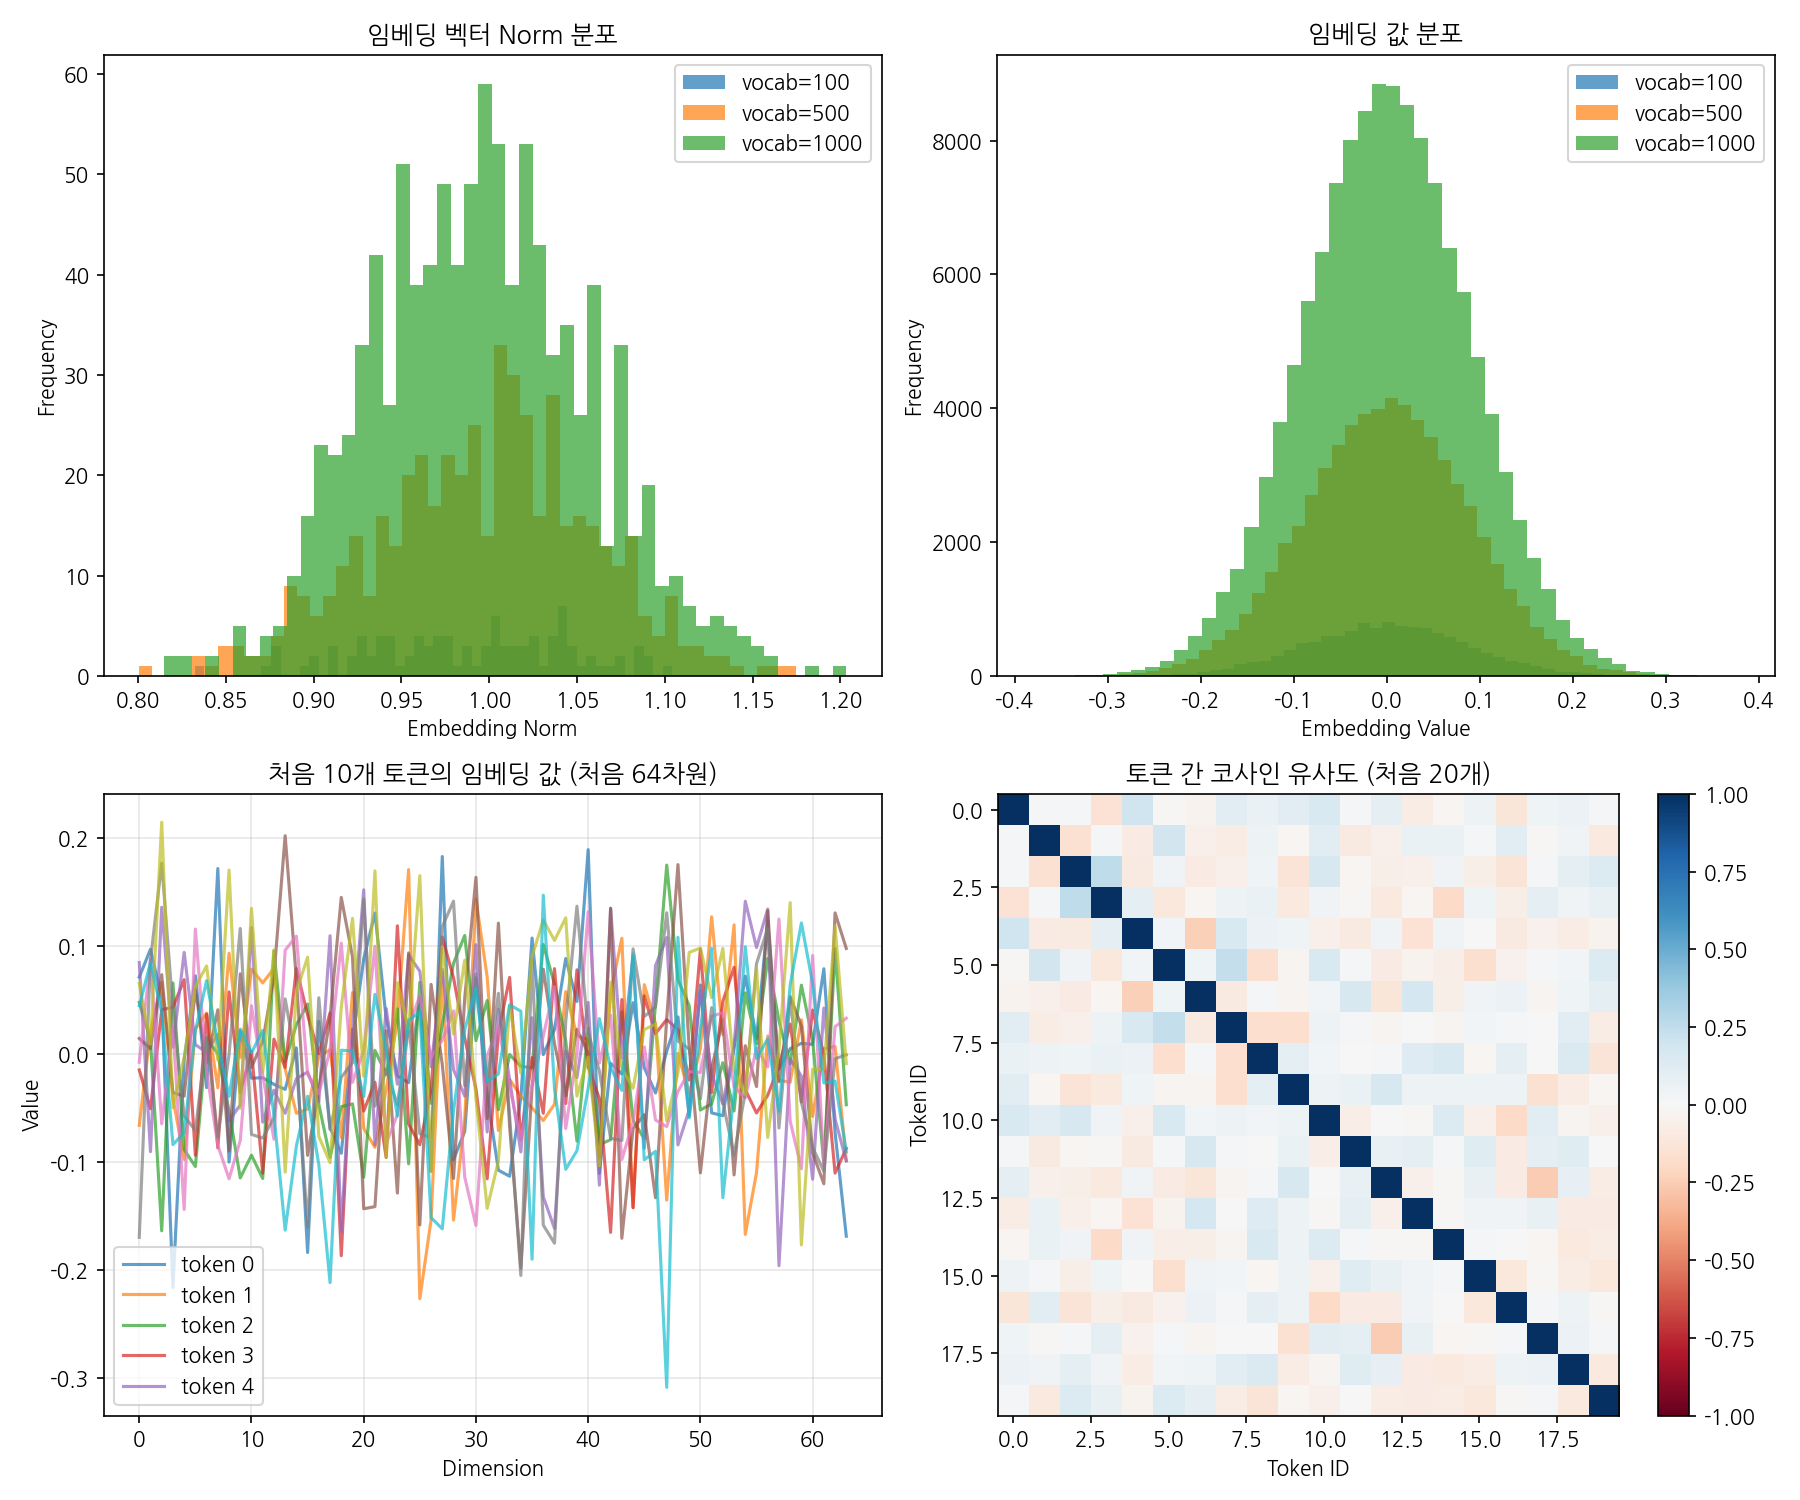 임베딩 벡터 Norm 분포
60
50
40
30
20
10
0
Frequency
vocab=100
vocab=500
vocab=1000
0.80 0.85 0.90 0.95 1.00 1.05 1.10 1.15 1.20
Embedding Norm
임베딩 값 분포
8000
6000
4000
2000
0
Frequency
vocab=100
vocab=500
vocab=1000
-0.4 -0.3 -0.2 -0.1 0.0 0.1 0.2 0.3 0.4
Embedding Value
처음 10개 토큰의 임베딩 값 (처음 64차원)
0.2
0.1
0.0
-0.1
-0.2
-0.3
Value
token 0
token 1
token 2
token 3
token 4
0 10 20 30 40 50 60
Dimension
토큰 간 코사인 유사도 (처음 20개)
0.0
2.5
5.0
7.5
10.0
12.5
15.0
17.5
Token ID
0.0 2.5 5.0 7.5 10.0 12.5 15.0 17.5
Token ID
1.00
0.75
0.50
0.25
0.00
-0.25
-0.50
-0.75
-1.00